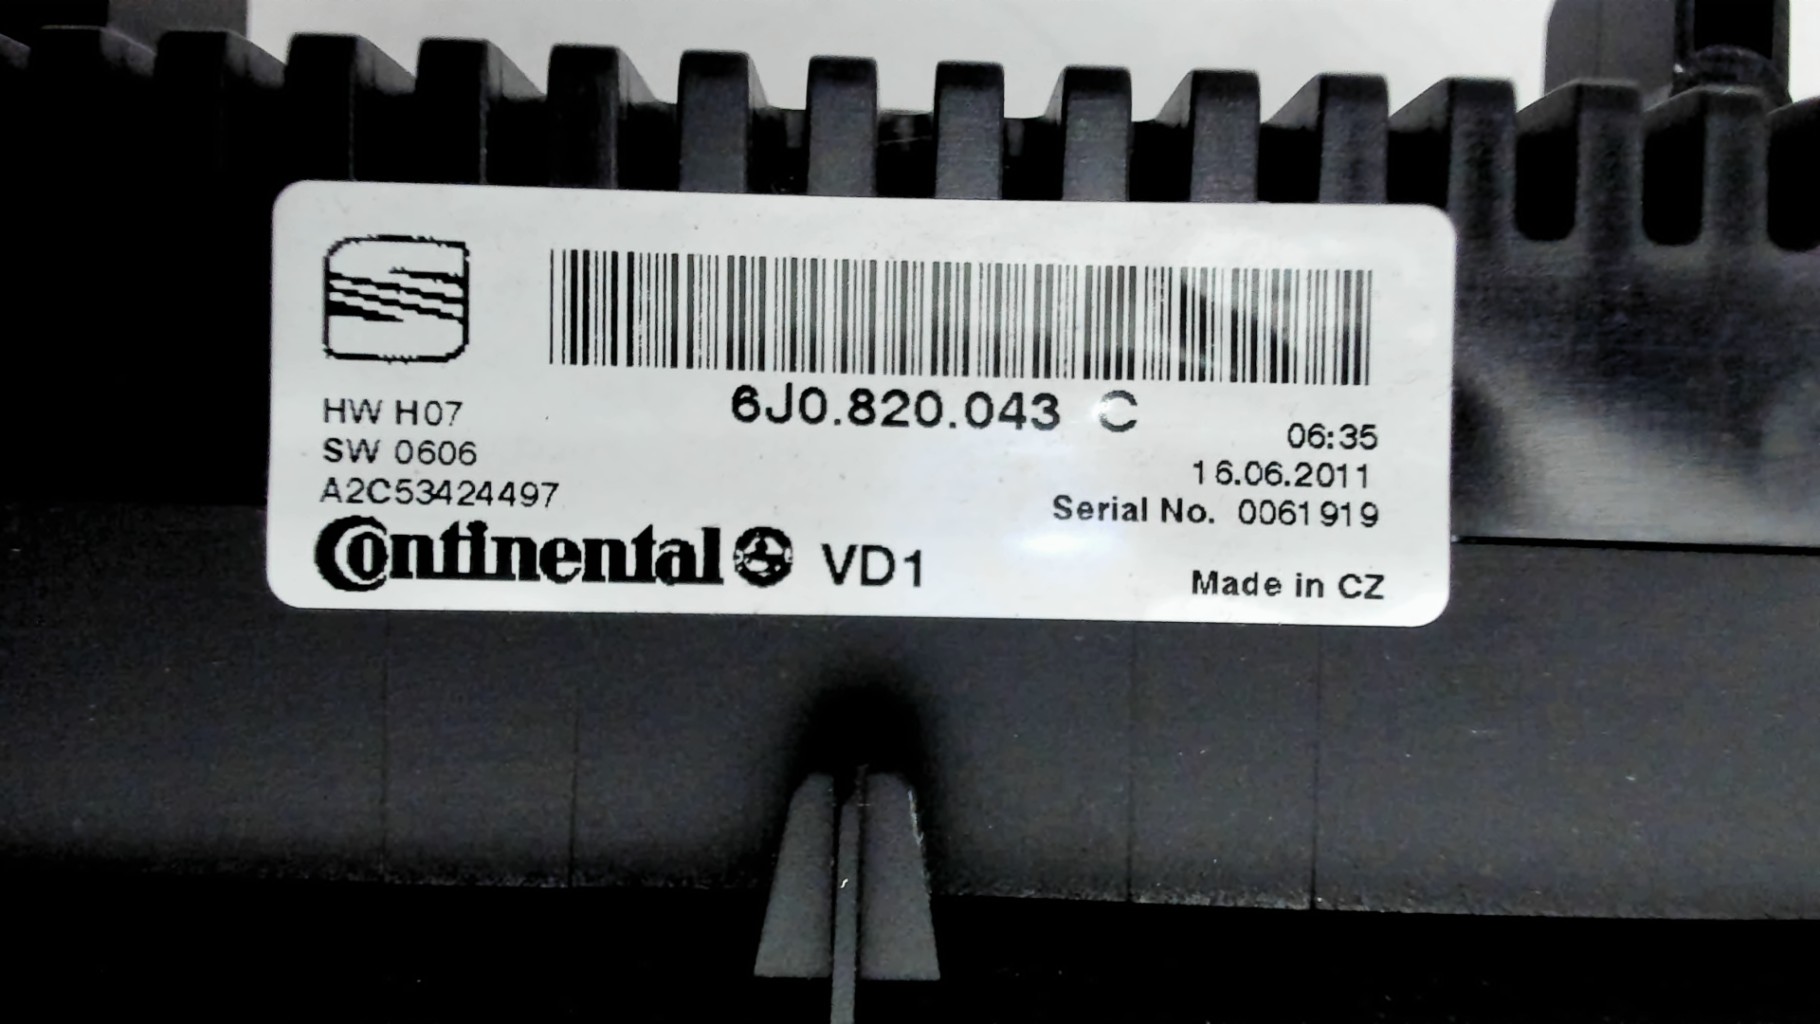 6J0.820.043 C
HW H07
SW 0606
A2C53424497
06:35
16.06.2011
Serial No. 0061919
Continental VD1
Made in CZ